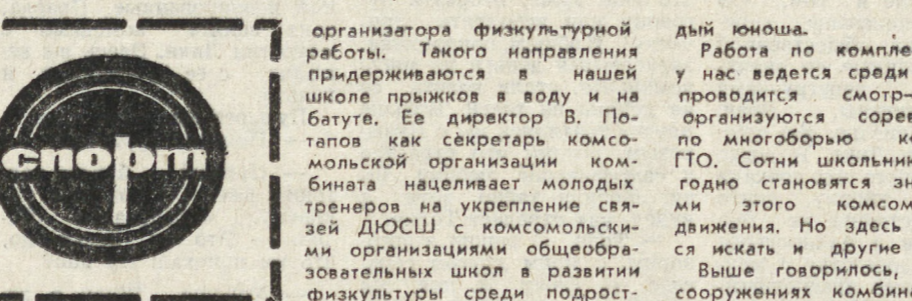 спорт
организатора физкультурной
работы. Такого направления
придерживаются в нашей
школе прыжков в воду и на
батуте. Ее директор В. По-
тапов как секретарь комсо-
мольской организации ком-
бината нацеливает молодых
тренеров на укрепление свя-
зей ДЮСШ с комсомольски-
ми организациями общеобра-
зовательных школ в развитии
физкультуры среди подрост-
дый юноша.
Работа по компле
у нас ведется среди
проводится смотр-
организуются сорев
по многоборью к
ГТО. Сотни школьник
годно становятся зн
ми этого комсом
движения. Но здесь
ся искать и другие
Выше говорилось,
сооружениях комбин